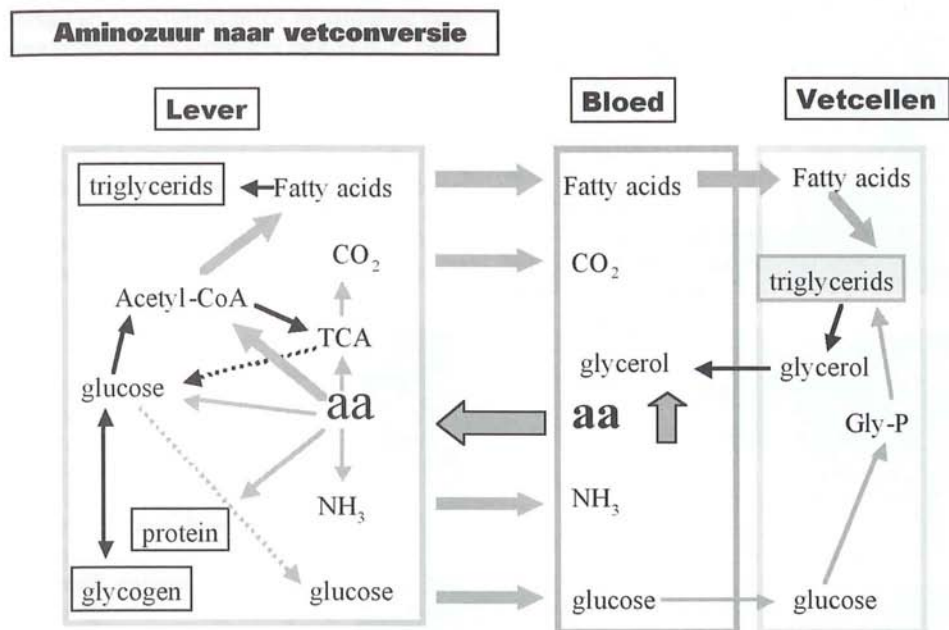 Aminozuur naar vetconversie
Lever
Bloed
Vetcellen
triglycerids
Fatty acids
CO₂
Acetyl-CoA
TCA
glucose
aa
NH₃
protein
glycogen
glucose
Fatty acids
CO₂
glycerol
aa
NH₃
glucose
Fatty acids
triglycerids
glycerol
Gly-P
glucose